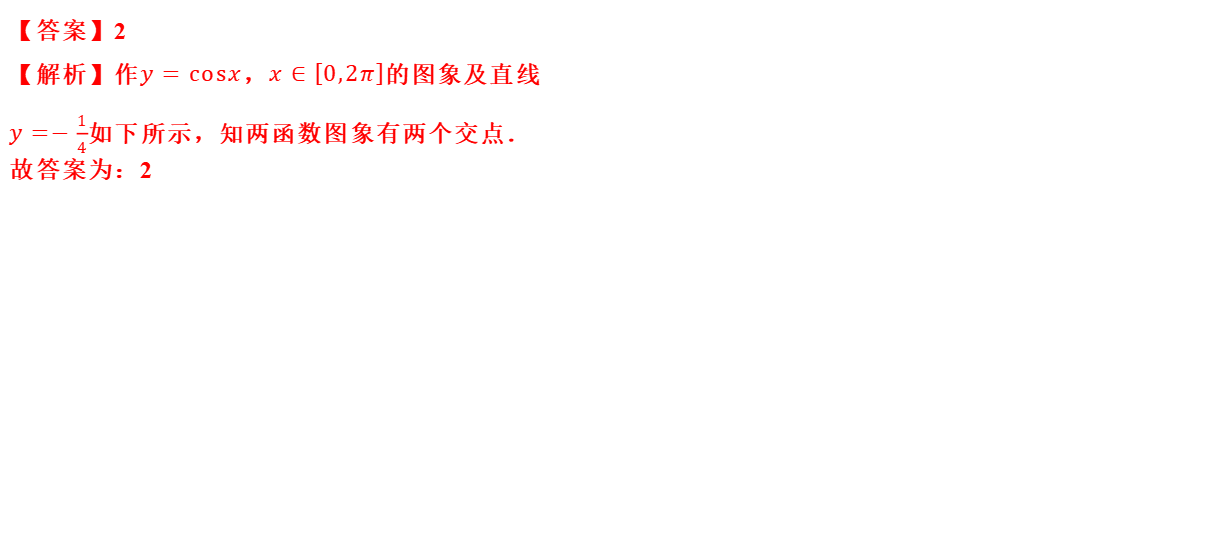 【答案】2
【解析】作y = cosx，x ∈ [0,2π]的图象及直线
y =− 1/4如下所示，知两函数图象有两个交点．
故答案为：2